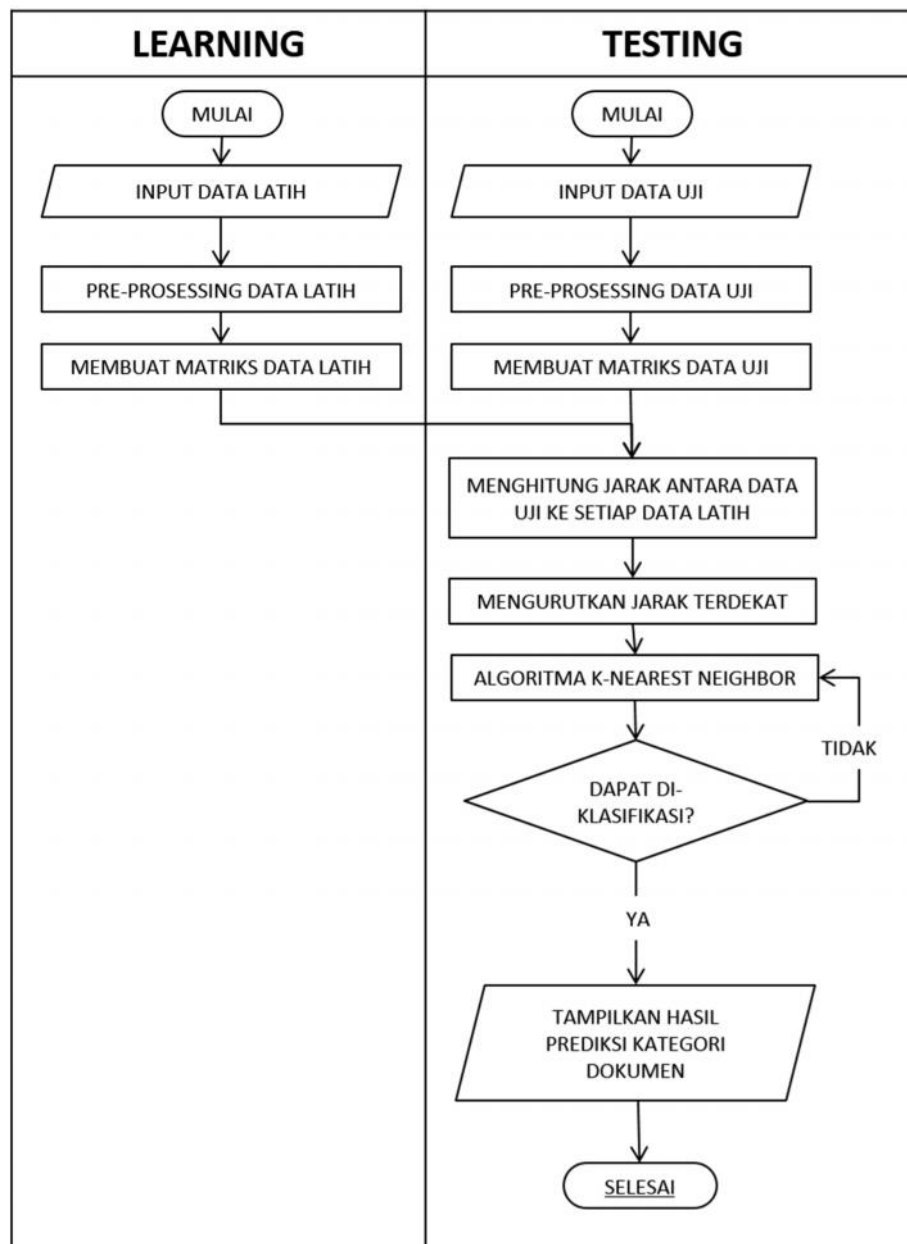 LEARNING
MULAI
INPUT DATA LATIH
PRE-PROSESSING DATA LATIH
MEMBUAT MATRIKS DATA LATIH
TESTING
MULAI
INPUT DATA UJI
PRE-PROSESSING DATA UJI
MEMBUAT MATRIKS DATA UJI
MENGHITUNG JARAK ANTARA DATA
UJI KE SETIAP DATA LATIH
MENGURUTKAN JARAK TERDEKAT
ALGORITMA K-NEAREST NEIGHBOR
TIDAK
DAPAT DI-
KLASIFIKASI?
YA
TAMPILKAN HASIL
PREDIKSI KATEGORI
DOKUMEN
SELESAI